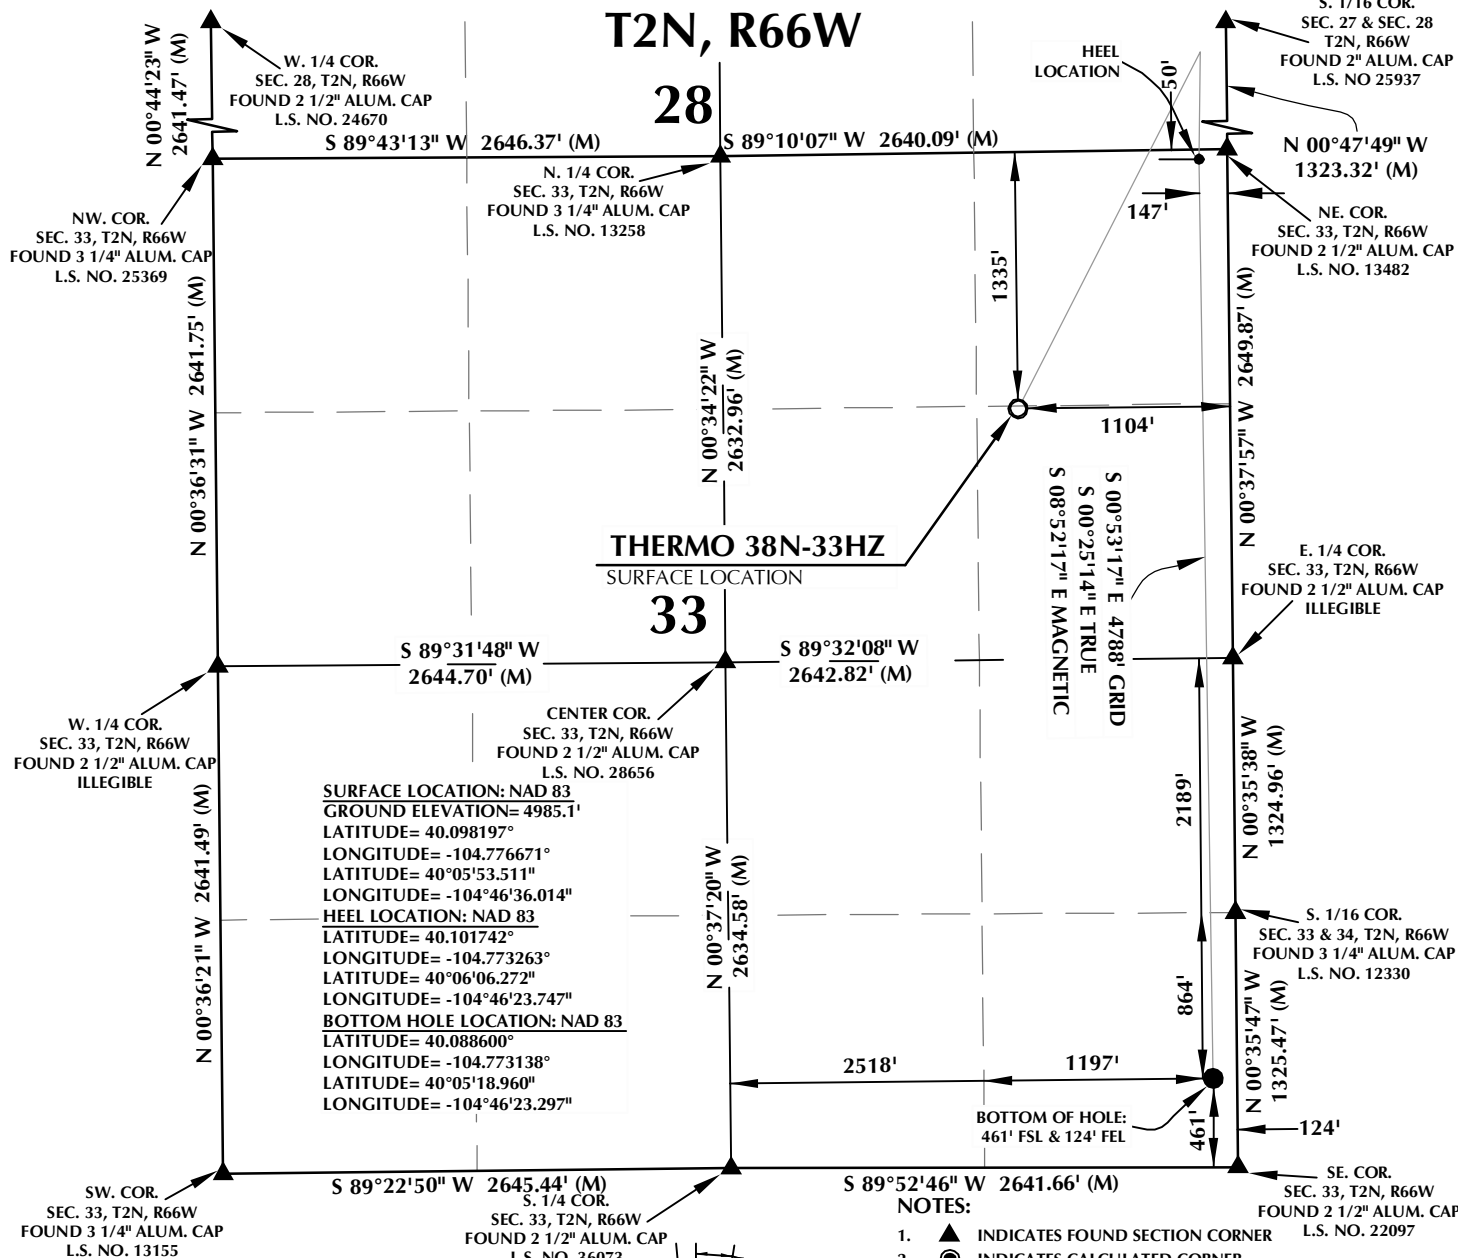 T2N, R66W
S. 1/16 COR.
SEC. 27 & SEC. 28
T2N, R66W
FOUND 2" ALUM. CAP
L.S. NO 25937
N 00°44'23" W
2641.47' (M)
W. 1/4 COR.
SEC. 28, T2N, R66W
FOUND 2 1/2" ALUM. CAP
L.S. NO. 24670
28
HEEL
LOCATION
50'
S 89°43'13" W 2646.37' (M)
S 89°10'07" W 2640.09' (M)
N 00°47'49" W
1323.32' (M)
N. 1/4 COR.
SEC. 33, T2N, R66W
FOUND 3 1/4" ALUM. CAP
L.S. NO. 13258
147'
NW. COR.
SEC. 33, T2N, R66W
FOUND 3 1/4" ALUM. CAP
L.S. NO. 25369
NE. COR.
SEC. 33, T2N, R66W
FOUND 2 1/2" ALUM. CAP
L.S. NO. 13482
1335'
N 00°36'31" W 2641.75' (M)
N 00°34'22" W
2632.96' (M)
N 00°37'57" W 2649.87' (M)
1104'
S 00°53'17" E 4788' GRID
S 00°25'14" E TRUE
S 08°52'17" E MAGNETIC
THERMO 38N-33HZ
SURFACE LOCATION
33
E. 1/4 COR.
SEC. 33, T2N, R66W
FOUND 2 1/2" ALUM. CAP
ILLEGIBLE
S 89°31'48" W
2644.70' (M)
S 89°32'08" W
2642.82' (M)
W. 1/4 COR.
SEC. 33, T2N, R66W
FOUND 2 1/2" ALUM. CAP
ILLEGIBLE
CENTER COR.
SEC. 33, T2N, R66W
FOUND 2 1/2" ALUM. CAP
L.S. NO. 28656
2189'
N 00°35'38" W
1324.96' (M)
SURFACE LOCATION: NAD 83
GROUND ELEVATION= 4985.1'
LATITUDE= 40.098197°
LONGITUDE= -104.776671°
LATITUDE= 40°05'53.511"
LONGITUDE= -104°46'36.014"
HEEL LOCATION: NAD 83
LATITUDE= 40.101742°
LONGITUDE= -104.773263°
LATITUDE= 40°06'06.272"
LONGITUDE= -104°46'23.747"
BOTTOM HOLE LOCATION: NAD 83
LATITUDE= 40.088600°
LONGITUDE= -104.773138°
LATITUDE= 40°05'18.960"
LONGITUDE= -104°46'23.297"
N 00°36'21" W 2641.49' (M)
N 00°37'20" W
2634.58' (M)
S. 1/16 COR.
SEC. 33 & 34, T2N, R66W
FOUND 3 1/4" ALUM. CAP
L.S. NO. 12330
864'
N 00°35'47" W
1325.47' (M)
2518'
1197'
BOTTOM OF HOLE:
461' FSL & 124' FEL
461'
124'
S 89°22'50" W 2645.44' (M)
S 89°52'46" W 2641.66' (M)
SW. COR.
SEC. 33, T2N, R66W
FOUND 3 1/4" ALUM. CAP
L.S. NO. 13155
S. 1/4 COR.
SEC. 33, T2N, R66W
FOUND 2 1/2" ALUM. CAP
L.S. NO. 36073
SE. COR.
SEC. 33, T2N, R66W
FOUND 2 1/2" ALUM. CAP
L.S. NO. 22097
NOTES:
1. INDICATES FOUND SECTION CORNER
2. INDICATES CALCULATED CORNER